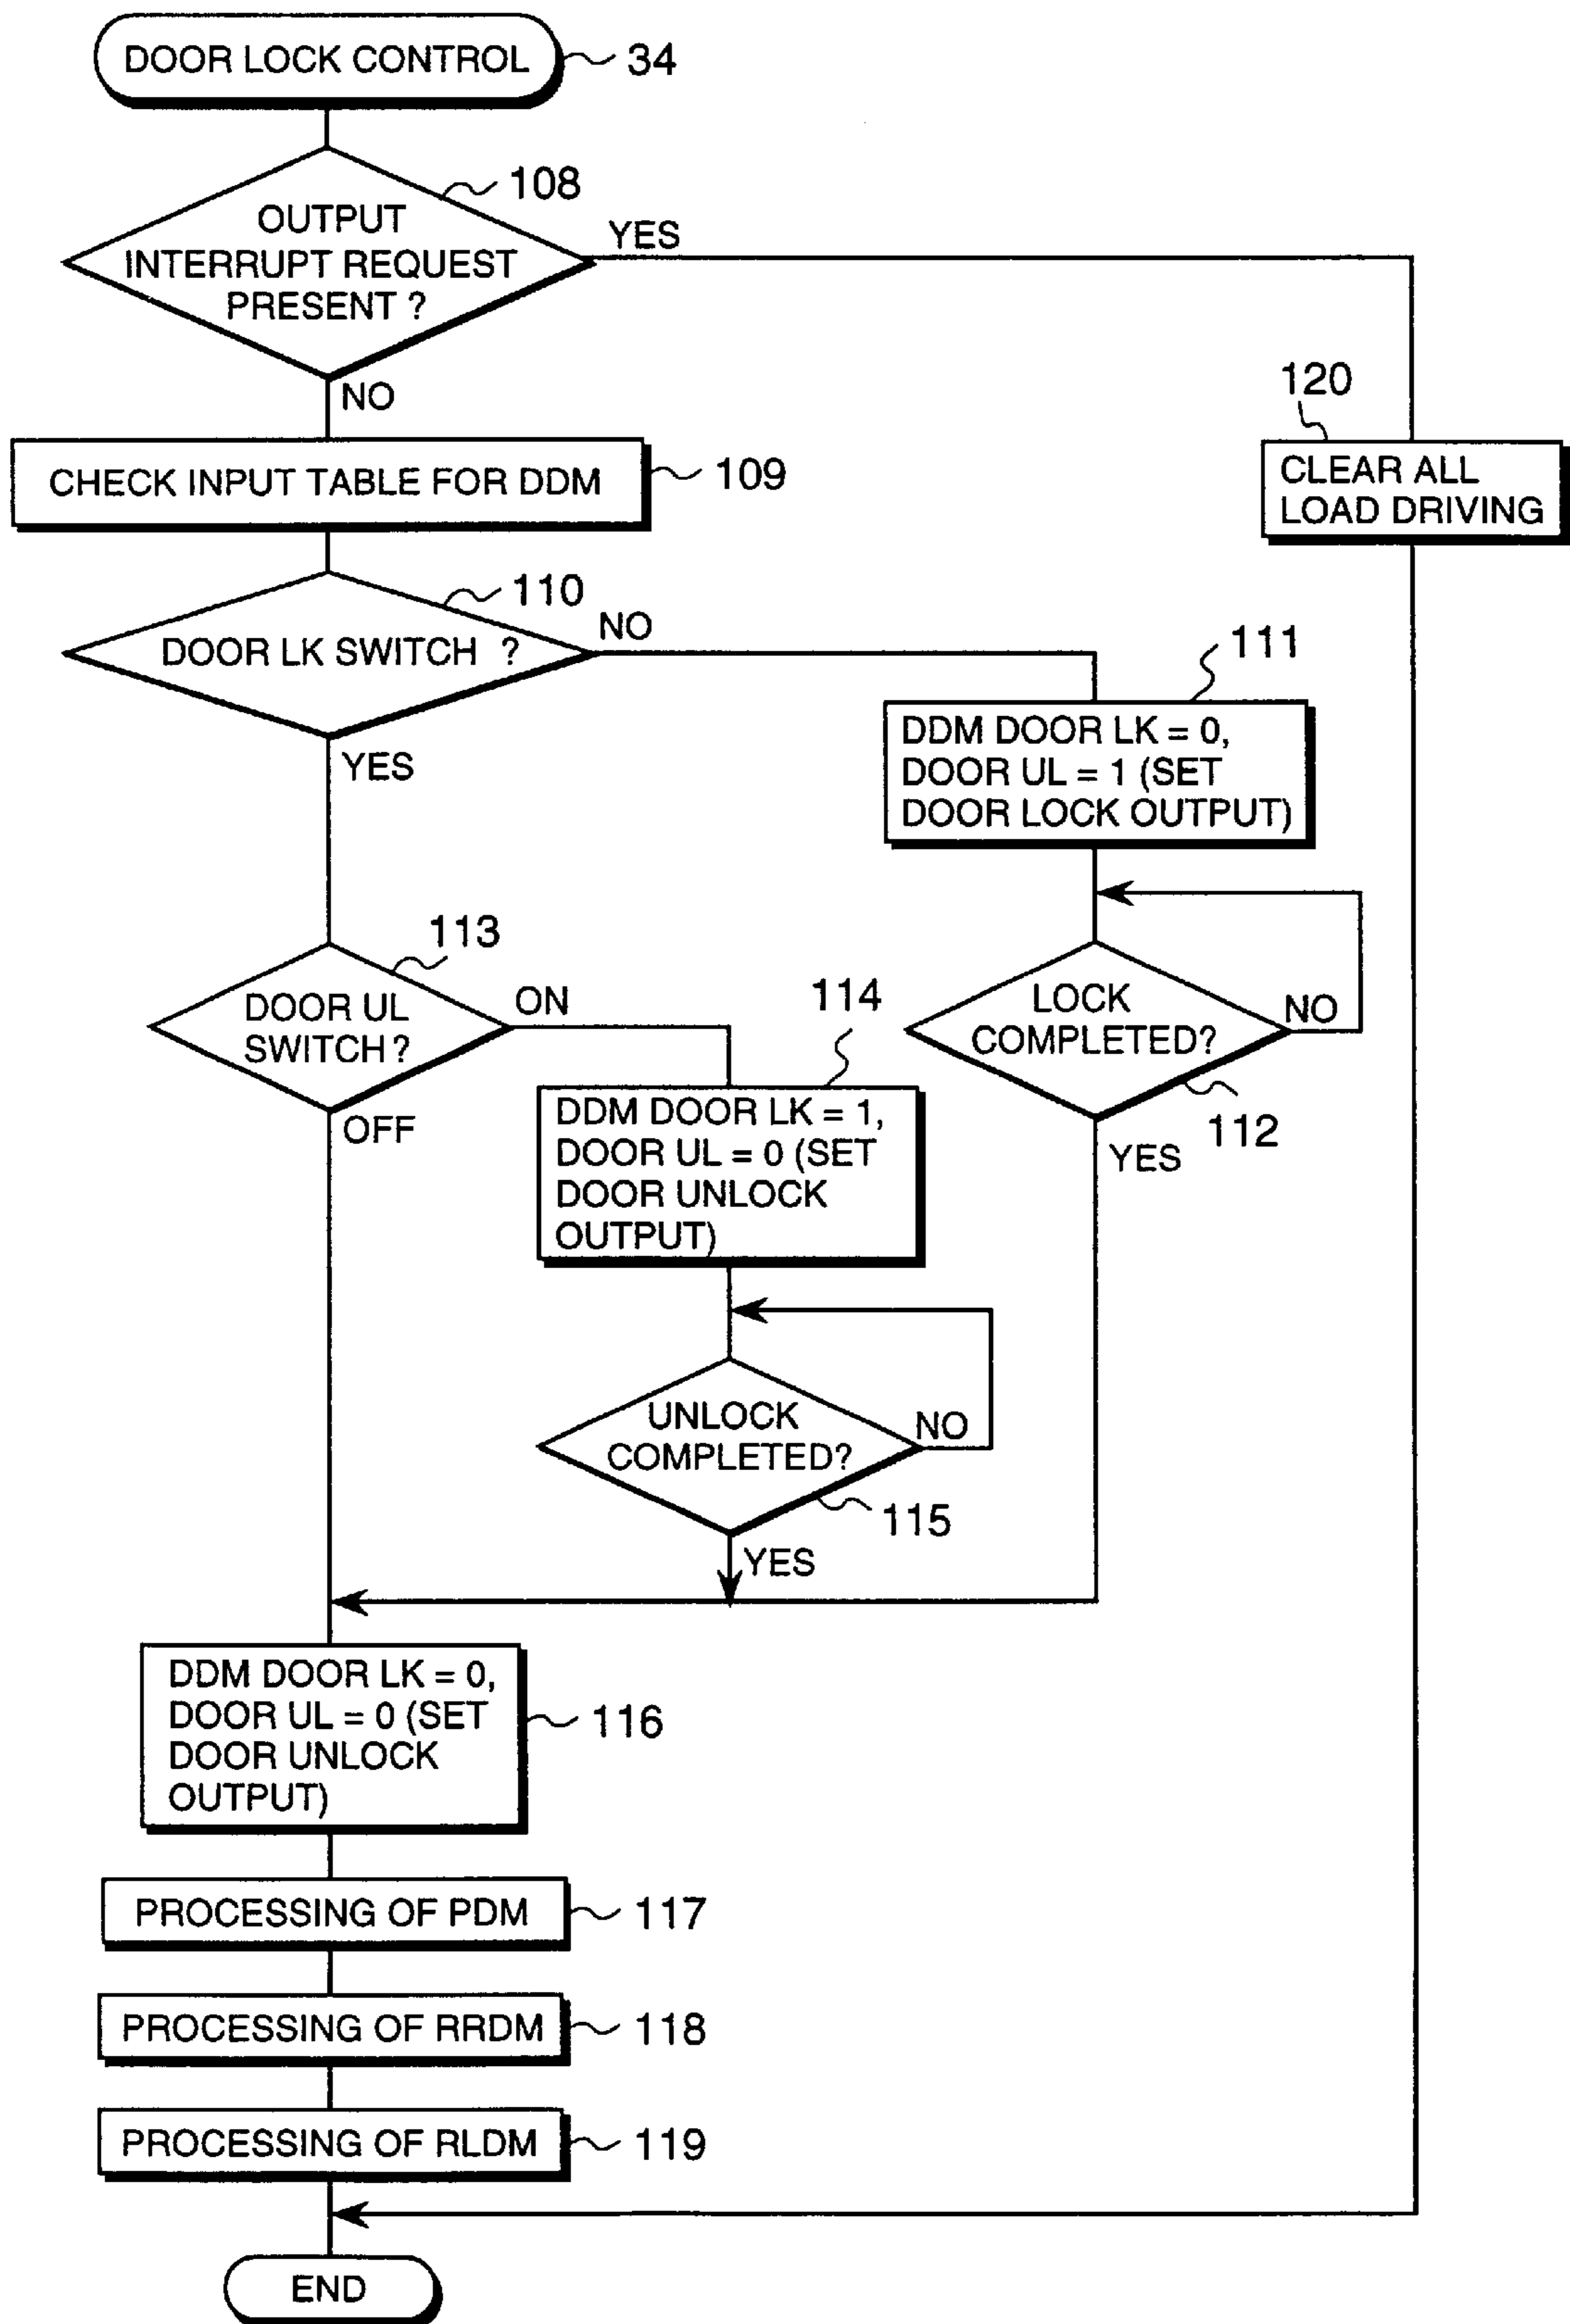 DOOR LOCK CONTROL
34
108
OUTPUT
INTERRUPT REQUEST
PRESENT ?
YES
NO
120
CLEAR ALL
LOAD DRIVING
CHECK INPUT TABLE FOR DDM
109
110
DOOR LK SWITCH ?
NO
YES
111
DDM DOOR LK = 0,
DOOR UL = 1 (SET
DOOR LOCK OUTPUT)
113
DOOR UL
SWITCH ?
ON
OFF
LOCK
COMPLETED?
NO
112
YES
114
DDM DOOR LK = 1,
DOOR UL = 0 (SET
DOOR UNLOCK
OUTPUT)
UNLOCK
COMPLETED?
NO
115
YES
DDM DOOR LK = 0,
DOOR UL = 0 (SET
DOOR UNLOCK
OUTPUT)
116
PROCESSING OF PDM
117
PROCESSING OF RRDM
118
PROCESSING OF RLDM
119
END